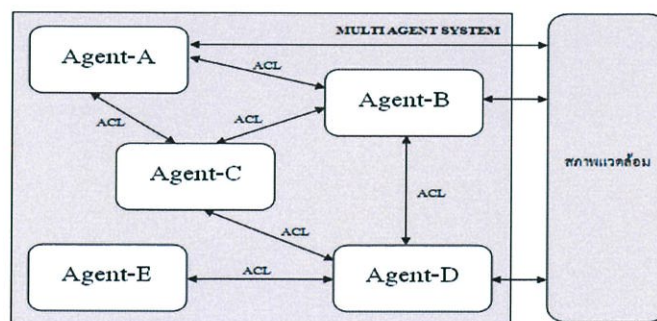 MULTI AGENT SYSTEM
Agent-A
ACL
Agent-B
ACL
ACL
Agent-C
ACL
สภาพแวดล้อม
ACL
Agent-E
ACL
Agent-D